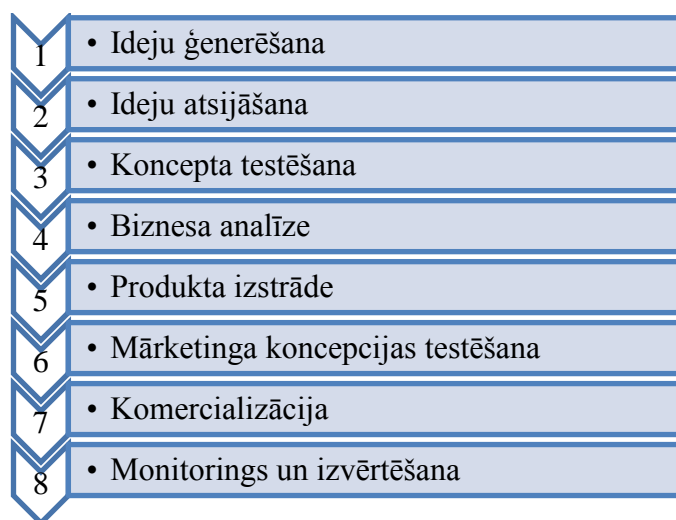 1 • Ideju ģenerēšana
2 • Ideju atsijāšana
3 • Koncepta testēšana
4 • Biznesa analīze
5 • Produkta izstrāde
6 • Mārketinga koncepcijas testēšana
7 • Komercializācija
8 • Monitorings un izvērtēšana